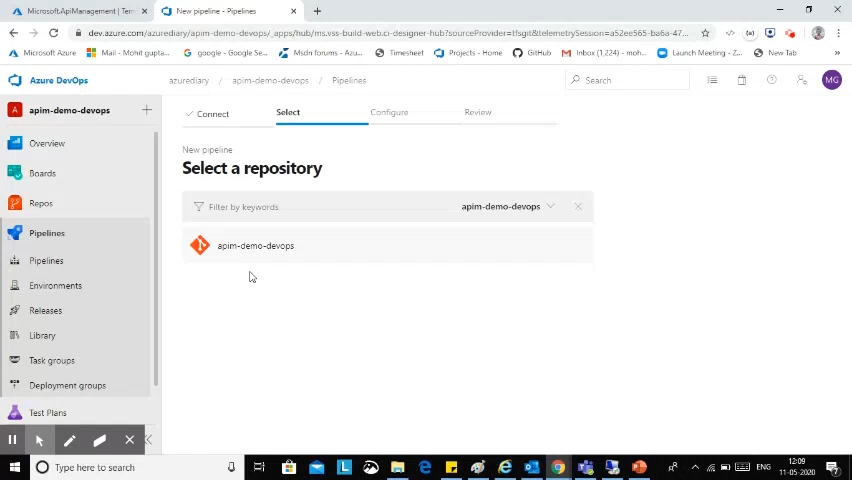 Microsoft.ApiManagement | Tem
New pipeline - Pipelines
dev.azure.com/azurediary/apim-demo-devops/_apps/hub/ms.vss-build-web.ci-designer-hub?sourceProvider=tfsgit&telemetrySession=a52ee565-ba6a-47...
Microsoft Azure
Mail - Mohit gupta...
google - Google Se...
Msdn forums - Azu...
Timesheet
Projects - Home
GitHub
Inbox (1,224) - moh...
Launch Meeting - Z...
New Tab
»
Azure DevOps
azurediary / apim-demo-devops / Pipelines
Search
MG
A apim-demo-devops
Connect
Select
Configure
Review
Overview
Boards
Repos
Pipelines
Pipelines
Environments
Releases
Library
Task groups
Deployment groups
Test Plans
New pipeline
Select a repository
Filter by keywords
apim-demo-devops
apim-demo-devops
Type here to search
ENG
12:09
11-05-2020